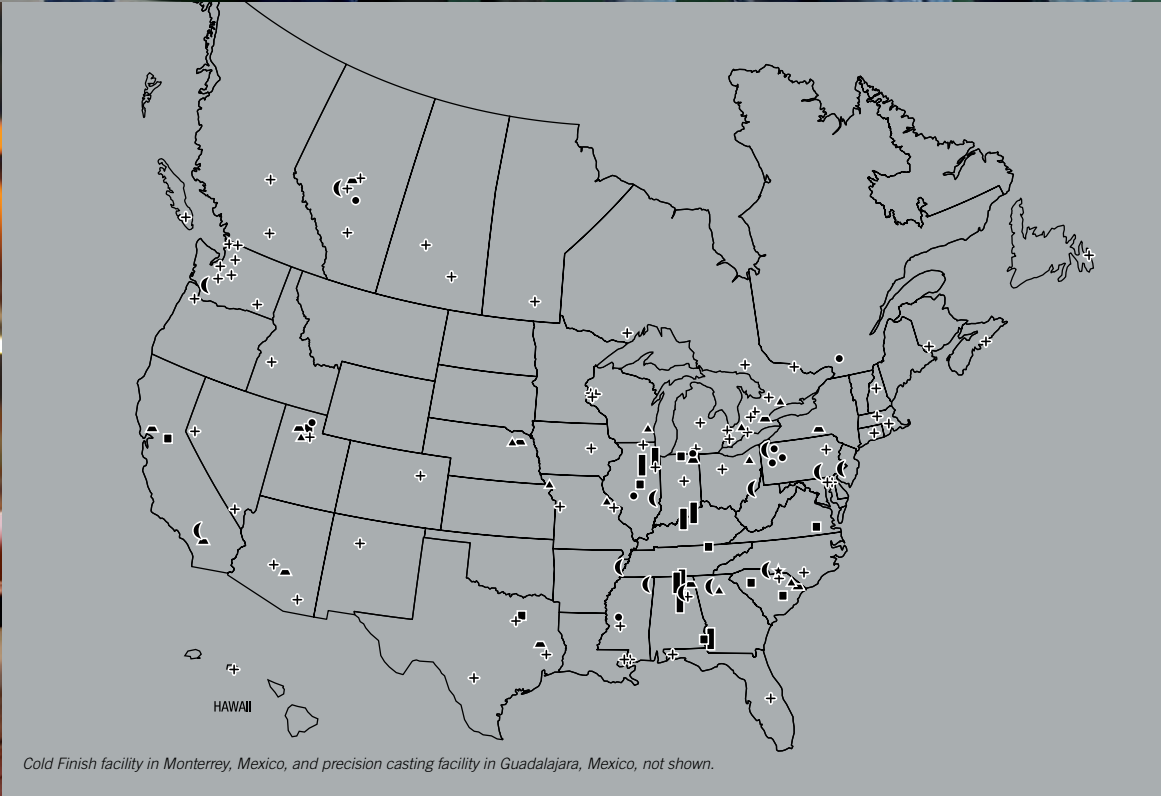 HAWAII
Cold Finish facility in Monterrey, Mexico, and precision casting facility in Guadalajara, Mexico, not shown.